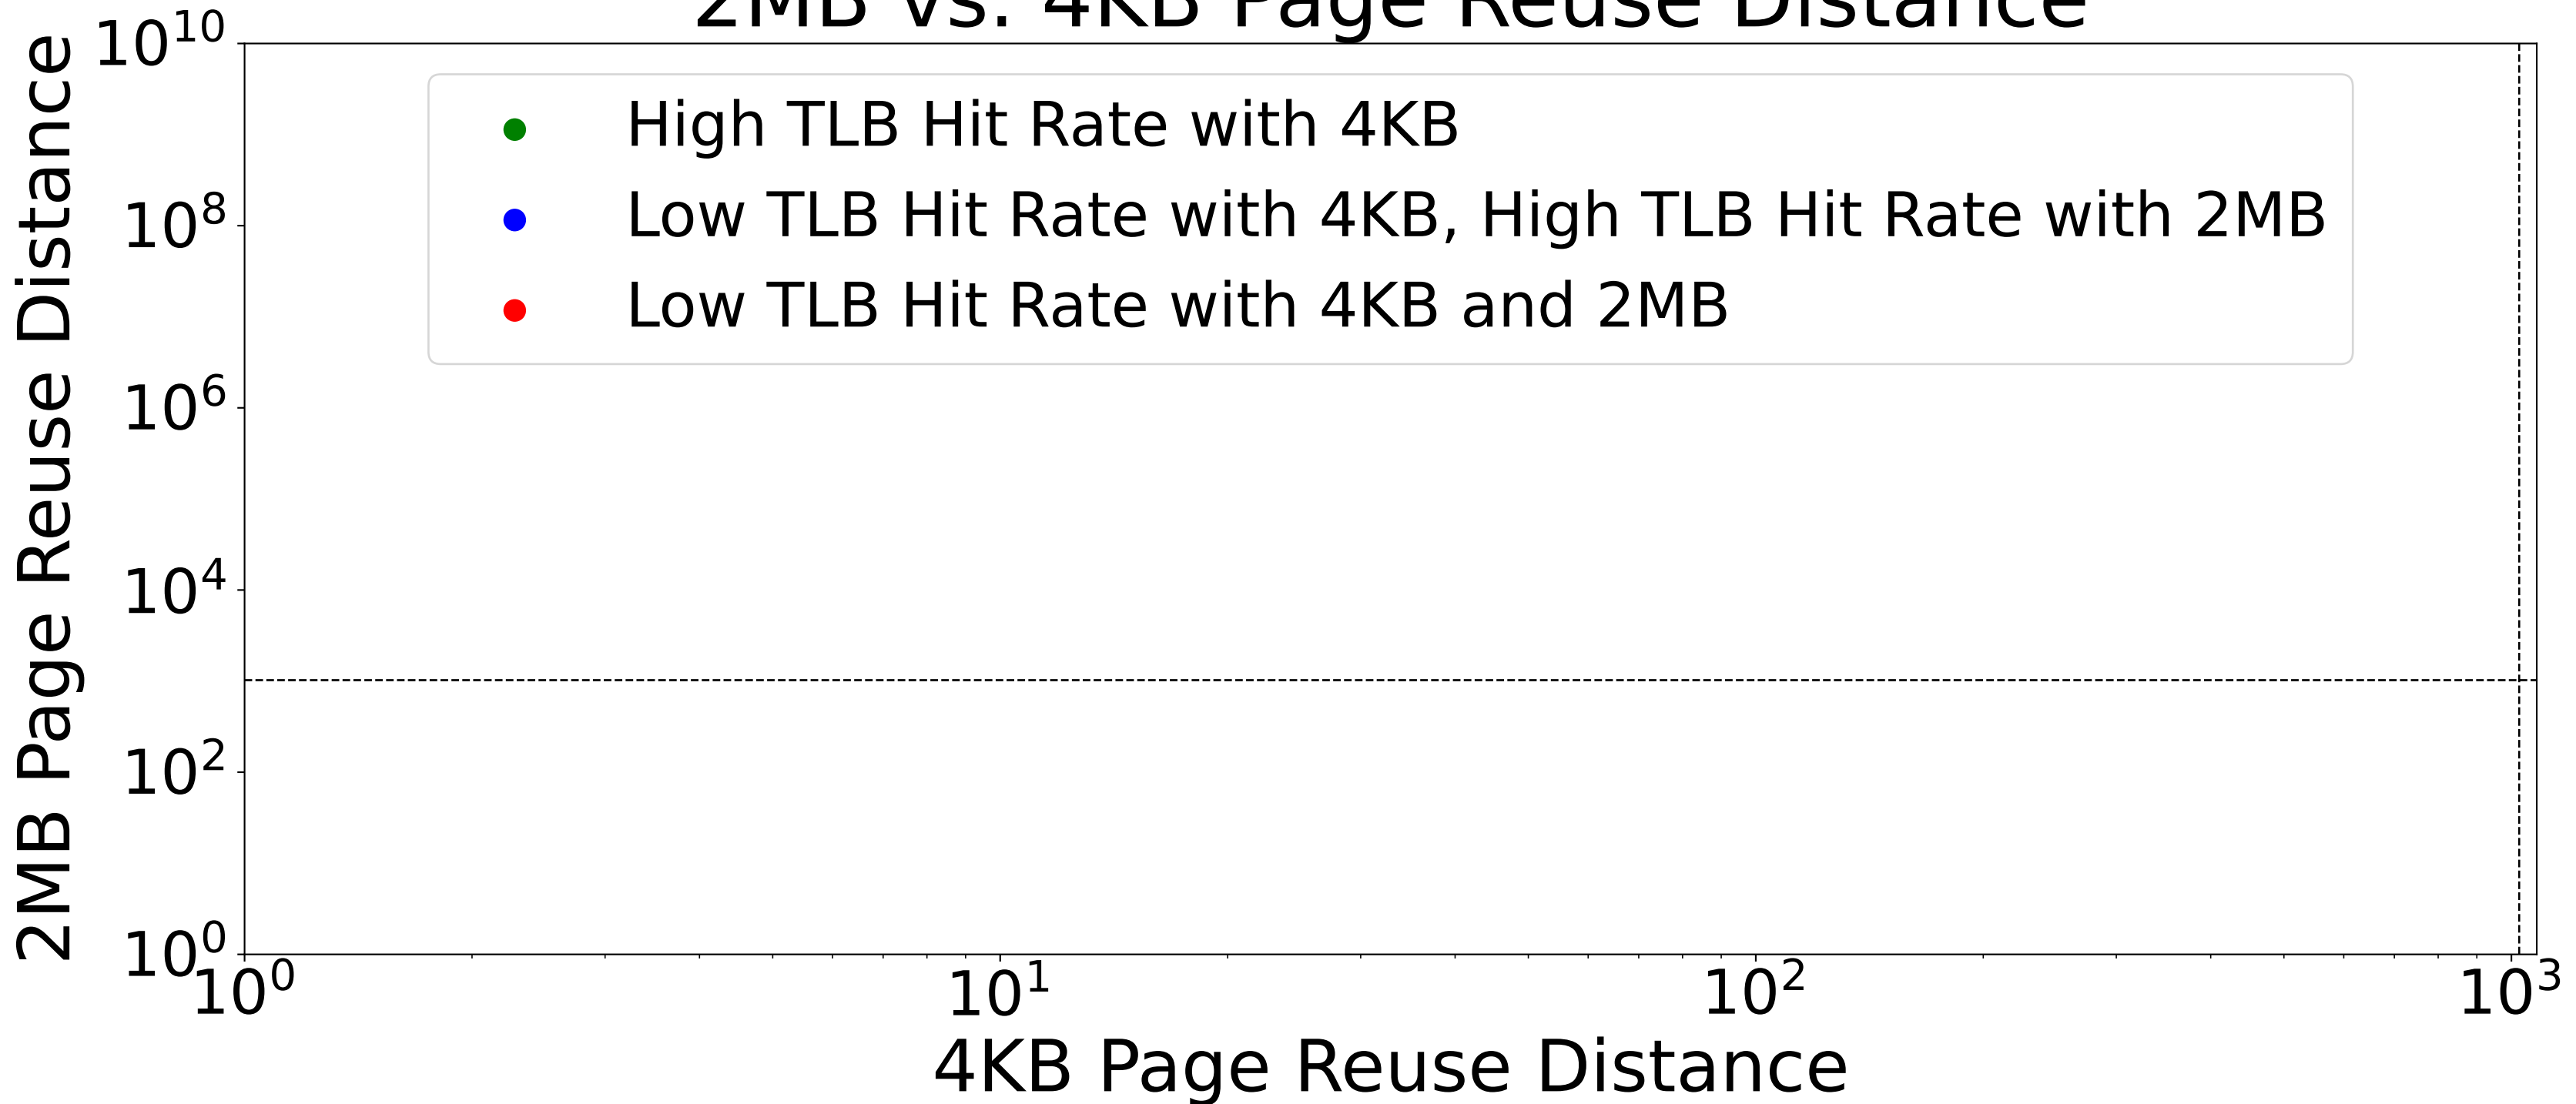 2MB vs. 4KB Page Reuse Distance
10^10
High TLB Hit Rate with 4KB
Low TLB Hit Rate with 4KB, High TLB Hit Rate with 2MB
Low TLB Hit Rate with 4KB and 2MB
10^8
10^6
10^4
10^2
10^0
2MB Page Reuse Distance
10^0
10^1
10^2
10^3
4KB Page Reuse Distance